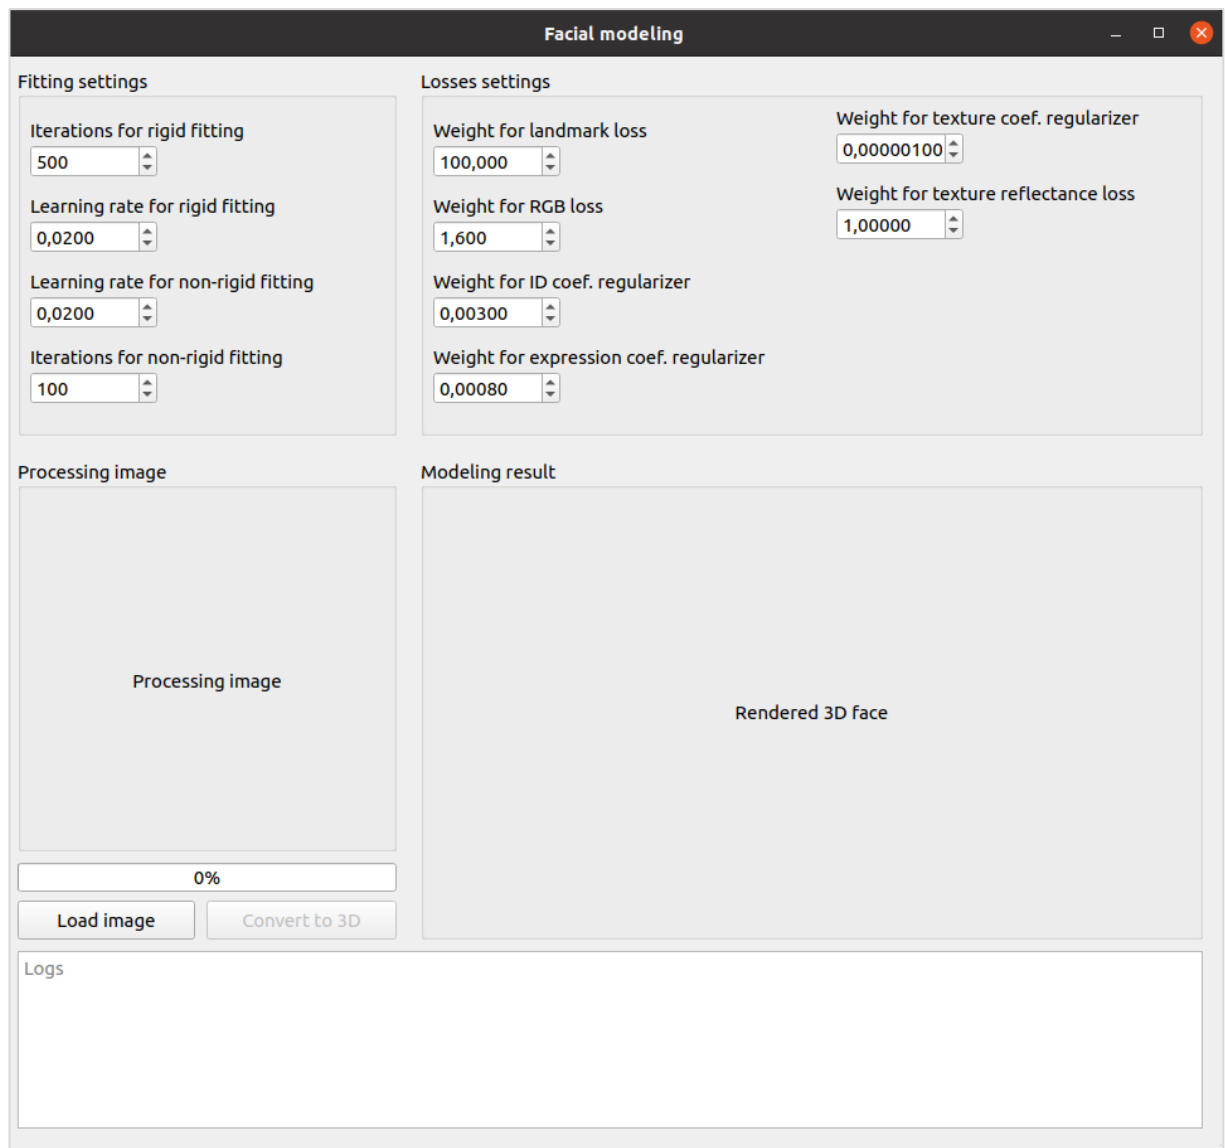 Facial modeling
Fitting settings
Iterations for rigid fitting
500
Learning rate for rigid fitting
0,0200
Learning rate for non-rigid fitting
0,0200
Iterations for non-rigid fitting
100
Losses settings
Weight for landmark loss
100,000
Weight for RGB loss
1,600
Weight for ID coef. regularizer
0,00300
Weight for expression coef. regularizer
0,00080
Weight for texture coef. regularizer
0,00000100
Weight for texture reflectance loss
1,00000
Processing image
Processing image
0%
Load image
Convert to 3D
Modeling result
Rendered 3D face
Logs